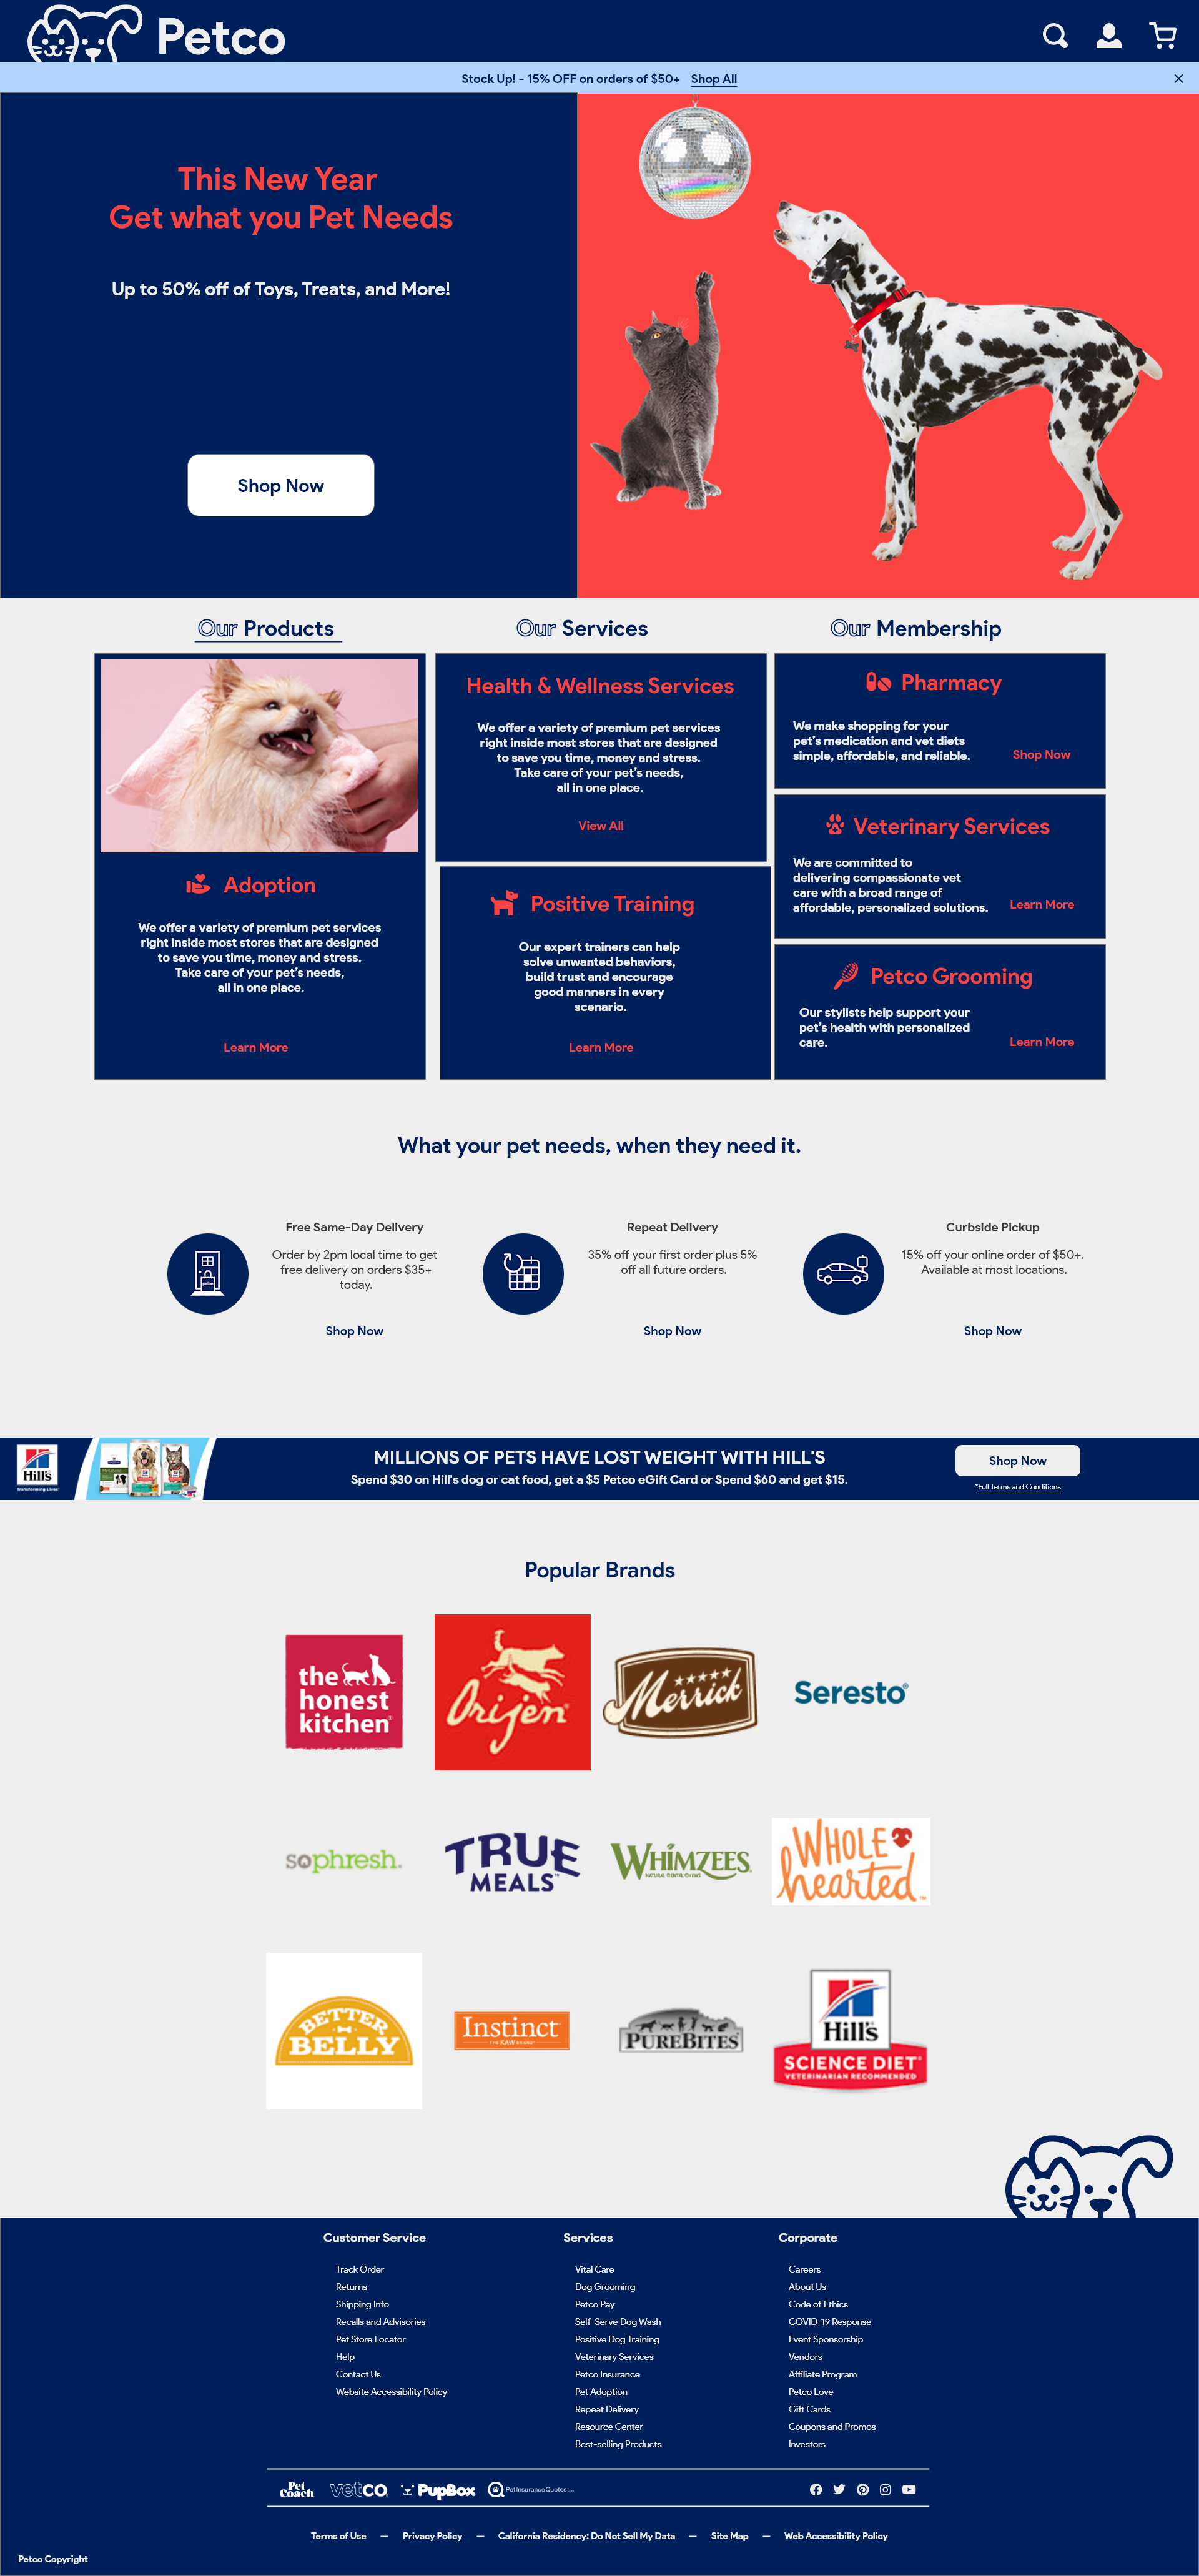 Petco
Stock Up! - 15% OFF on orders of $50+ Shop All
This New Year
Get what you Pet Needs
Up to 50% off of Toys, Treats, and More!
Shop Now
Our Products
Our Services
Our Membership
Adoption
We offer a variety of premium pet services
right inside most stores that are designed
to save you time, money and stress.
Take care of your pet's needs,
all in one place.
Learn More
Health & Wellness Services
We offer a variety of premium pet services
right inside most stores that are designed
to save you time, money and stress.
Take care of your pet's needs,
all in one place.
View All
Positive Training
Our expert trainers can help
solve unwanted behaviors,
build trust and encourage
good manners in every
scenario.
Learn More
Pharmacy
We make shopping for your
pet's medication and vet diets
simple, affordable, and reliable.
Shop Now
Veterinary Services
We are committed to
delivering compassionate vet
care with a broad range of
affordable, personalized solutions.
Learn More
Petco Grooming
Our stylists help support your
pet's health with personalized
care.
Learn More
What your pet needs, when they need it.
Free Same-Day Delivery
Order by 2pm local time to get
free delivery on orders $35+
today.
Shop Now
Repeat Delivery
35% off your first order plus 5%
off all future orders.
Shop Now
Curbside Pickup
15% off your online order of $50+.
Available at most locations.
Shop Now
Hill's
Transforming Lives
MILLIONS OF PETS HAVE LOST WEIGHT WITH HILL'S
Spend $30 on Hill's dog or cat food, get a $5 Petco eGift Card or Spend $60 and get $15.
Shop Now
*Full Terms and Conditions
Popular Brands
the
honest
kitchen
Orijen
Merrick
Seresto
sophresh
TRUE
MEALS
WHIMZEES
NATURAL DENTAL CHEWS
WHOLE
hearted
BETTER
BELLY
Instinct
THE RAW BRAND
PUREBITES
Hill's
SCIENCE DIET
VETERINARIAN RECOMMENDED
Customer Service
Track Order
Returns
Shipping Info
Recalls and Advisories
Pet Store Locator
Help
Contact Us
Website Accessibility Policy
Services
Vital Care
Dog Grooming
Petco Pay
Self-Serve Dog Wash
Positive Dog Training
Veterinary Services
Petco Insurance
Pet Adoption
Repeat Delivery
Resource Center
Best-selling Products
Corporate
Careers
About Us
Code of Ethics
COVID-19 Response
Event Sponsorship
Vendors
Affiliate Program
Petco Love
Gift Cards
Coupons and Promos
Investors
Pet
Coach
vetco
PupBox
PetInsuranceQuotes.com
Terms of Use — Privacy Policy — California Residency: Do Not Sell My Data — Site Map — Web Accessibility Policy
Petco Copyright